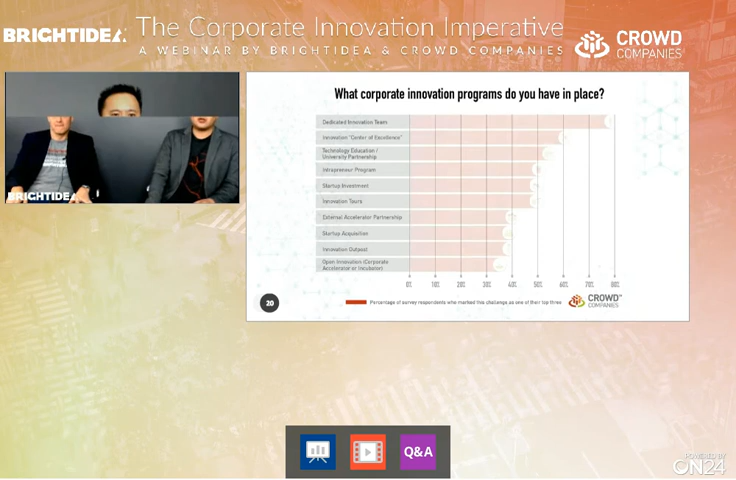 BRIGHTIDEA
The Corporate Innovation Imperative
A WEBINAR BY BRIGHTIDEA & CROWD COMPANIES
CROWD
COMPANIES
BRIGHTIDEA
What corporate innovation programs do you have in place?
Dedicated Innovation Team
Innovation "Center of Excellence"
Technology Education /
University Partnership
Intrapreneur Program
Startup Investment
Innovation Tours
External Accelerator Partnership
Startup Acquisition
Innovation Outpost
Open Innovation (Corporate
Accelerator or Incubator)
0% 10% 20% 30% 40% 50% 60% 70% 80%
20
Percentage of survey respondents who marked this challenge as one of their top three
CROWD™
COMPANIES
Q&A
POWERED BY
ON24